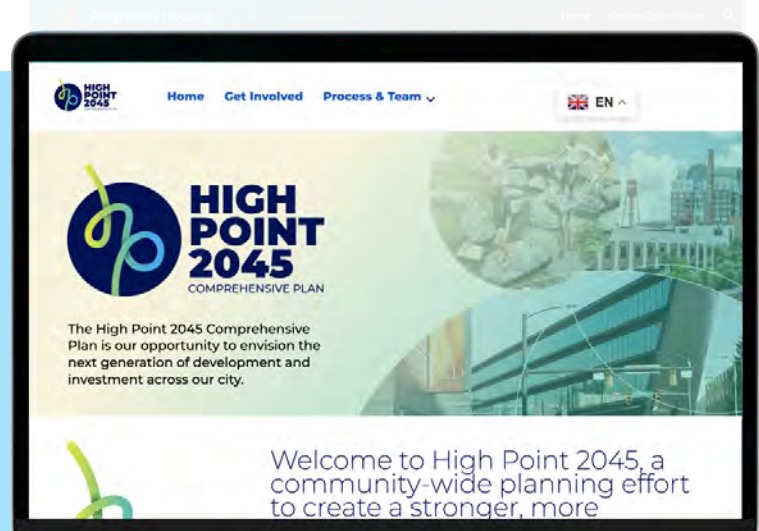 HIGH
POINT
2045
COMPREHENSIVE PLAN
Home Get Involved Process & Team
EN
HIGH
POINT
2045
COMPREHENSIVE PLAN
The High Point 2045 Comprehensive
Plan is our opportunity to envision the
next generation of development and
investment across our city.
Welcome to High Point 2045, a
community-wide planning effort
to create a stronger, more